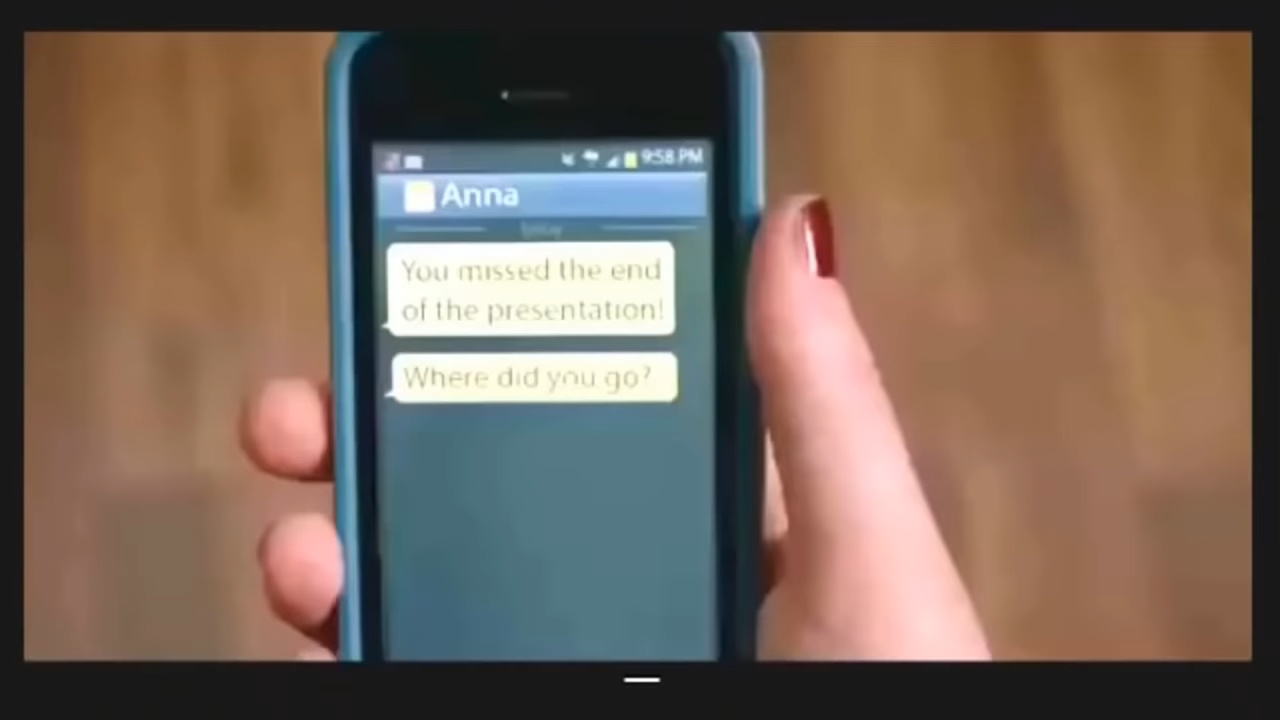 9:58 PM
Anna
You missed the end
of the presentation!
Where did you go?